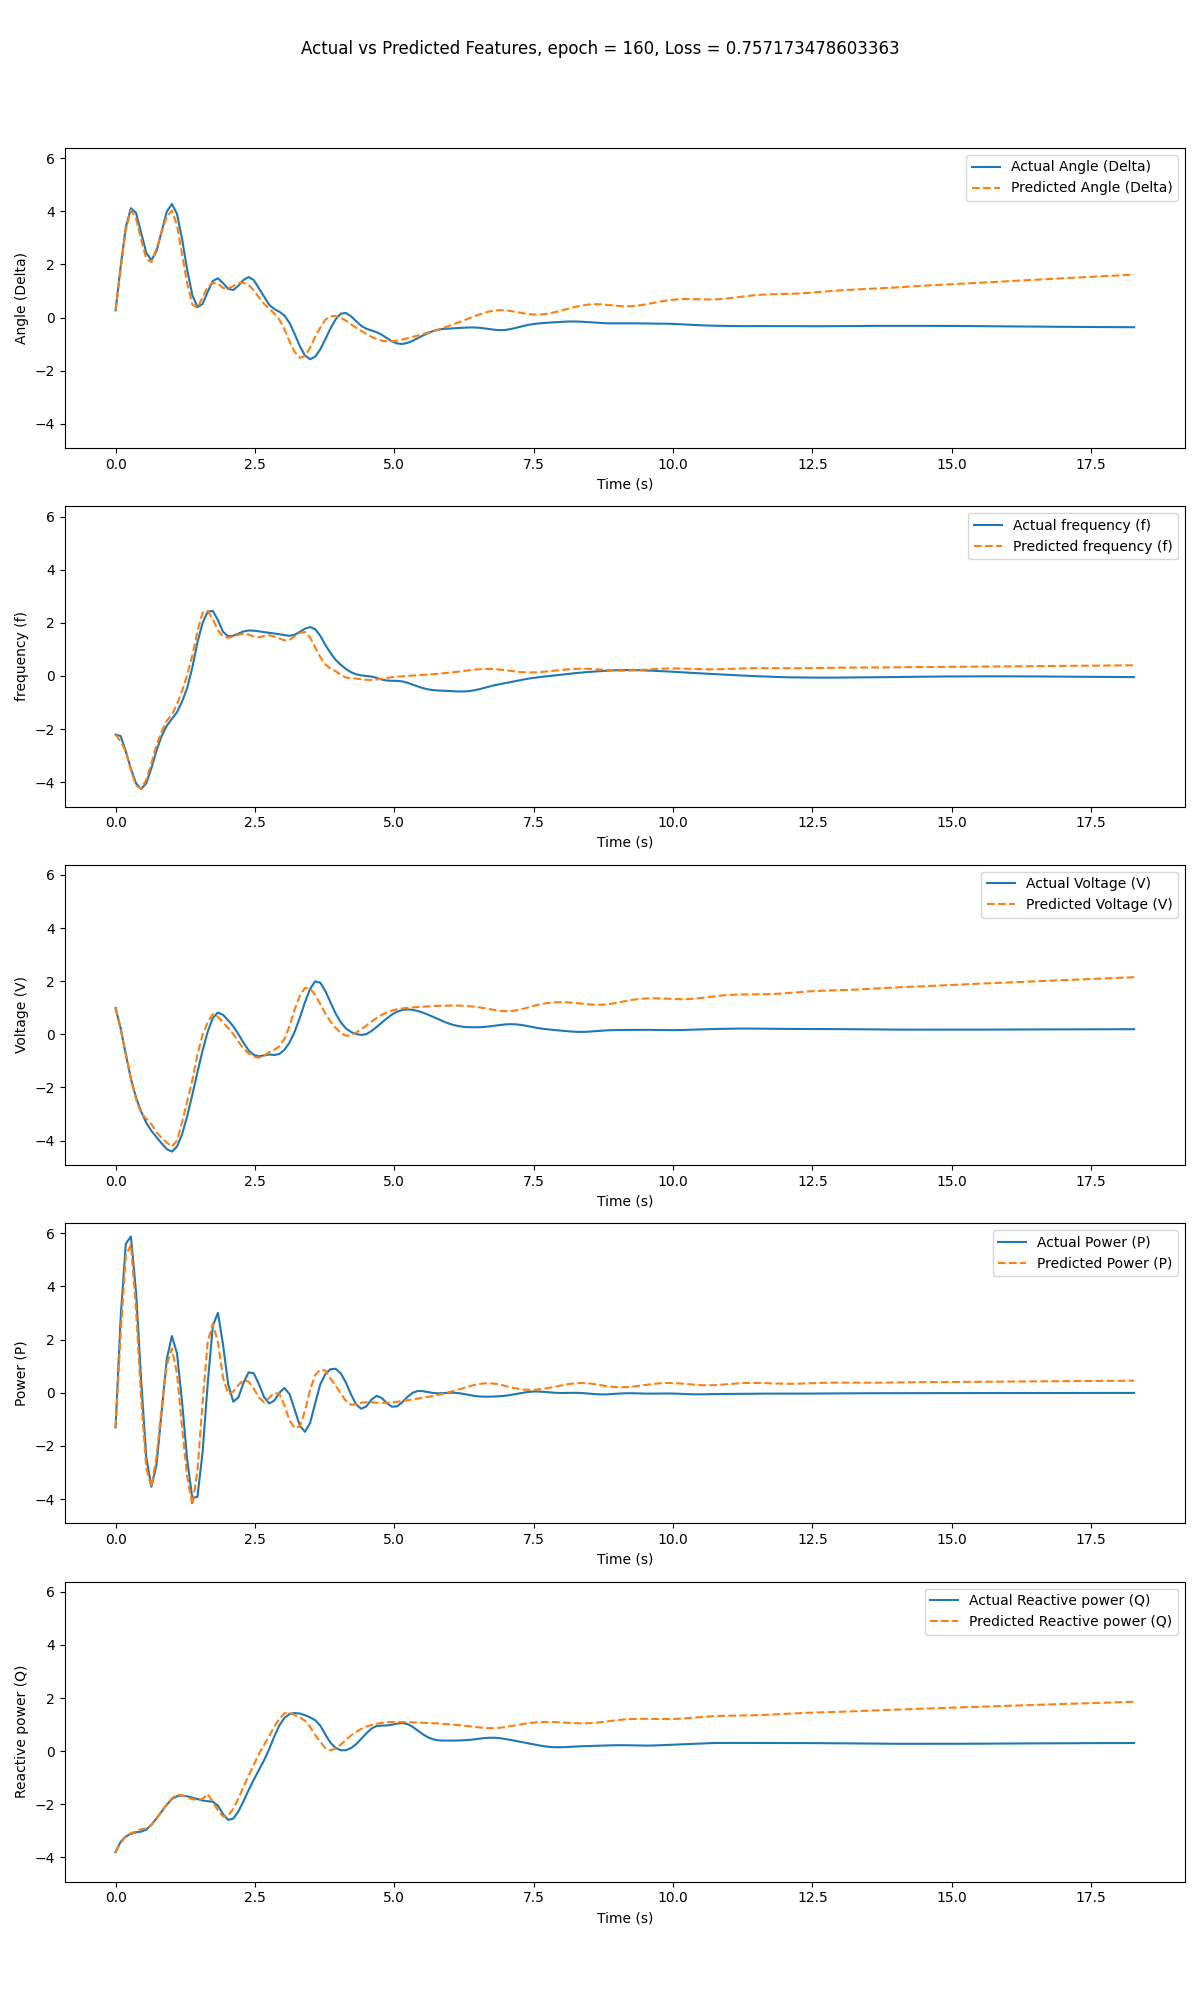 Actual vs Predicted Features, epoch = 160, Loss = 0.757173478603363
6
4
2
0
−2
−4
Angle (Delta)
Actual Angle (Delta)
Predicted Angle (Delta)
0.0 2.5 5.0 7.5 10.0 12.5 15.0 17.5
Time (s)
6
4
2
0
−2
−4
frequency (f)
Actual frequency (f)
Predicted frequency (f)
0.0 2.5 5.0 7.5 10.0 12.5 15.0 17.5
Time (s)
6
4
2
0
−2
−4
Voltage (V)
Actual Voltage (V)
Predicted Voltage (V)
0.0 2.5 5.0 7.5 10.0 12.5 15.0 17.5
Time (s)
6
4
2
0
−2
−4
Power (P)
Actual Power (P)
Predicted Power (P)
0.0 2.5 5.0 7.5 10.0 12.5 15.0 17.5
Time (s)
6
4
2
0
−2
−4
Reactive power (Q)
Actual Reactive power (Q)
Predicted Reactive power (Q)
0.0 2.5 5.0 7.5 10.0 12.5 15.0 17.5
Time (s)